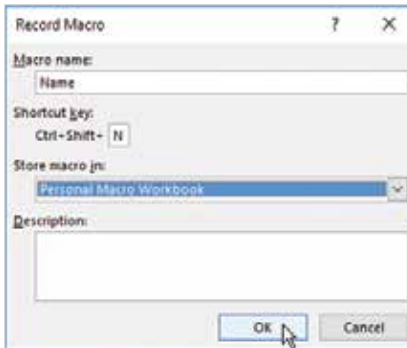 Record Macro ? ×
Macro name:
Name
Shortcut key:
Ctrl+Shift+ N
Store macro in:
Personal Macro Workbook
Description:
OK Cancel